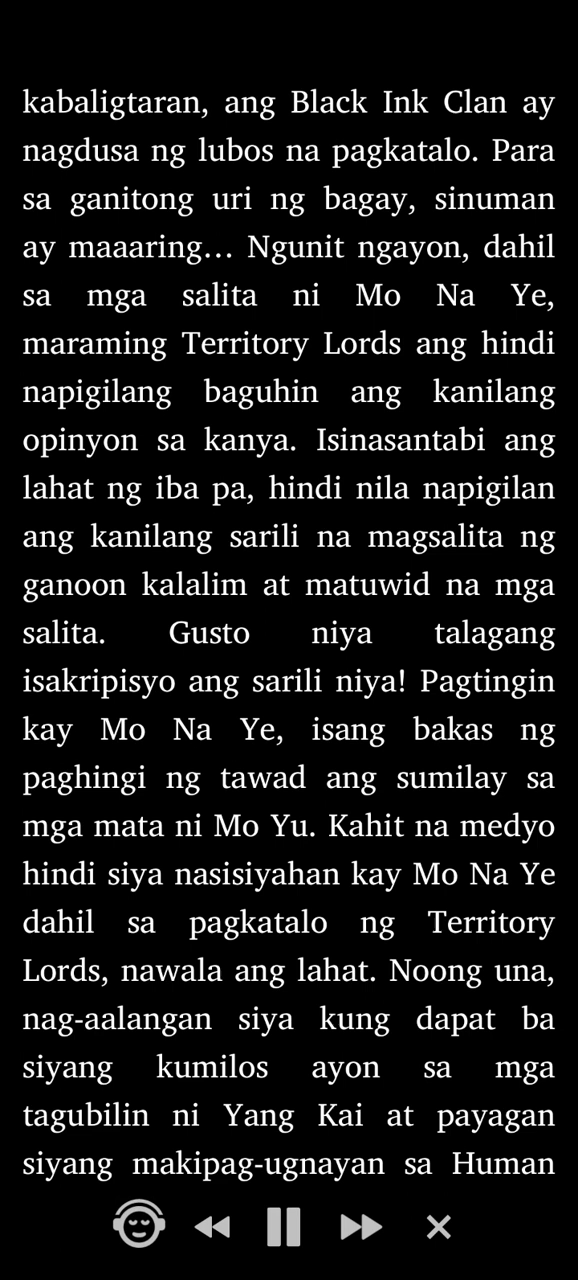 kabaligtaran, ang Black Ink Clan ay
nagdusa ng lubos na pagkatalo. Para
sa ganitong uri ng bagay, sinuman
ay maaaring… Ngunit ngayon, dahil
sa mga salita ni Mo Na Ye,
maraming Territory Lords ang hindi
napigilang baguhin ang kanilang
opinyon sa kanya. Isinasantabi ang
lahat ng iba pa, hindi nila napigilan
ang kanilang sarili na magsalita ng
ganoon kalalim at matuwid na mga
salita. Gusto niya talagang
isakripisyo ang sarili niya! Pagtingin
kay Mo Na Ye, isang bakas ng
paghingi ng tawad ang sumilay sa
mga mata ni Mo Yu. Kahit na medyo
hindi siya nasisiyahan kay Mo Na Ye
dahil sa pagkatalo ng Territory
Lords, nawala ang lahat. Noong una,
nag-aalangan siya kung dapat ba
siyang kumilos ayon sa mga
tagubilin ni Yang Kai at payagan
siyang makipag-ugnayan sa Human